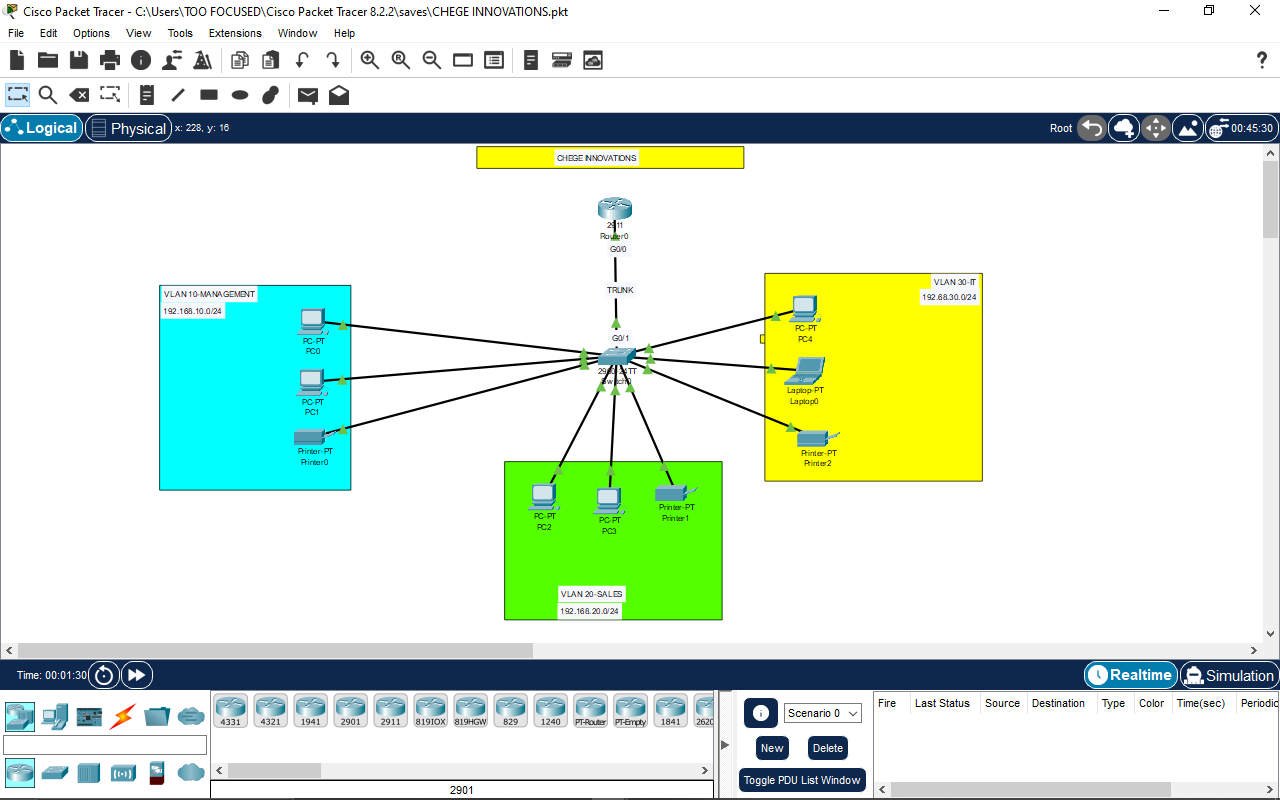 Cisco Packet Tracer - C:\Users\TOO FOCUSED\Cisco Packet Tracer 8.2.2\saves\CHEGE INNOVATIONS.pkt
File Edit Options View Tools Extensions Window Help
?
Logical Physical x: 228, y: 16 Root 00:45:30
CHEGE INNOVATIONS
2911
Router0
G0/0
TRUNK
G0/1
2960-24TT
Switch0
VLAN 10-MANAGEMENT
192.168.10.0/24
PC-PT
PC0
PC-PT
PC1
Printer-PT
Printer0
VLAN 30-IT
192.68.30.0/24
PC-PT
PC4
Laptop-PT
Laptop0
Printer-PT
Printer2
PC-PT
PC2
PC-PT
PC3
Printer-PT
Printer1
VLAN 20-SALES
192.168.20.0/24
Time: 00:01:30 Realtime Simulation
4331 4321 1941 2901 2911 819IOX 819HGW 829 1240 PT-Router PT-Empty 1841 2620
2901
Scenario 0
New Delete
Toggle PDU List Window
Fire Last Status Source Destination Type Color Time(sec) Periodic